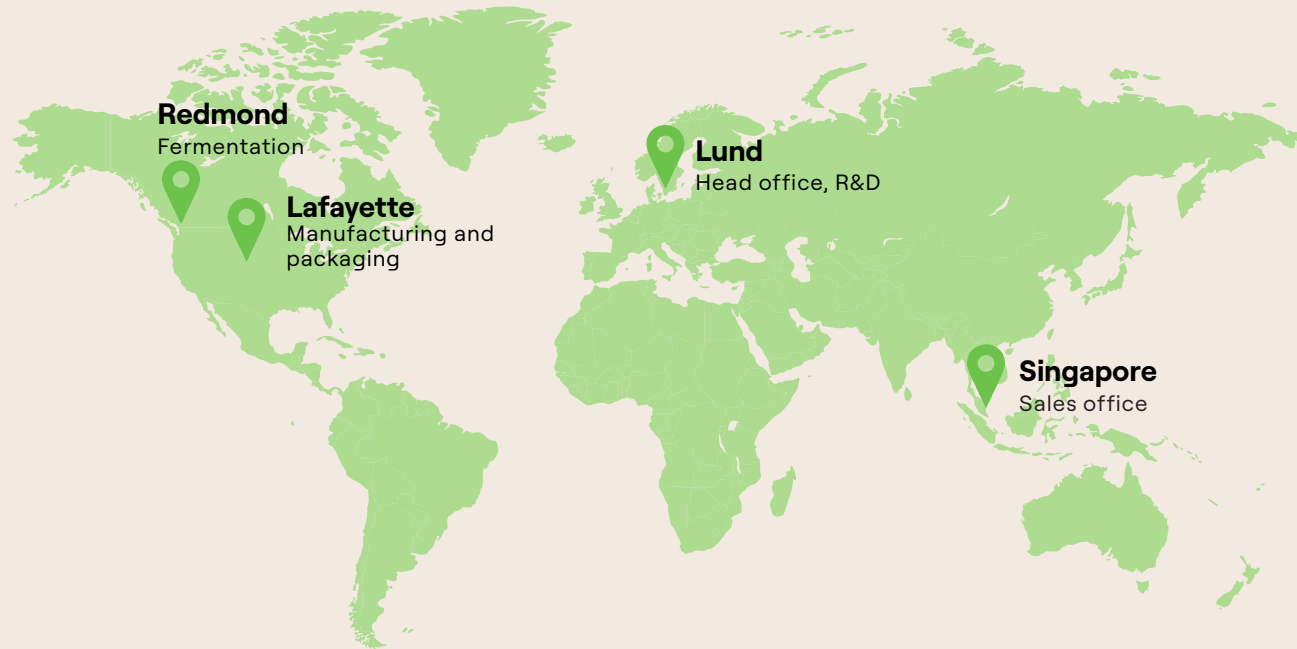 Redmond
Fermentation
Lafayette
Manufacturing and
packaging
Lund
Head office, R&D
Singapore
Sales office